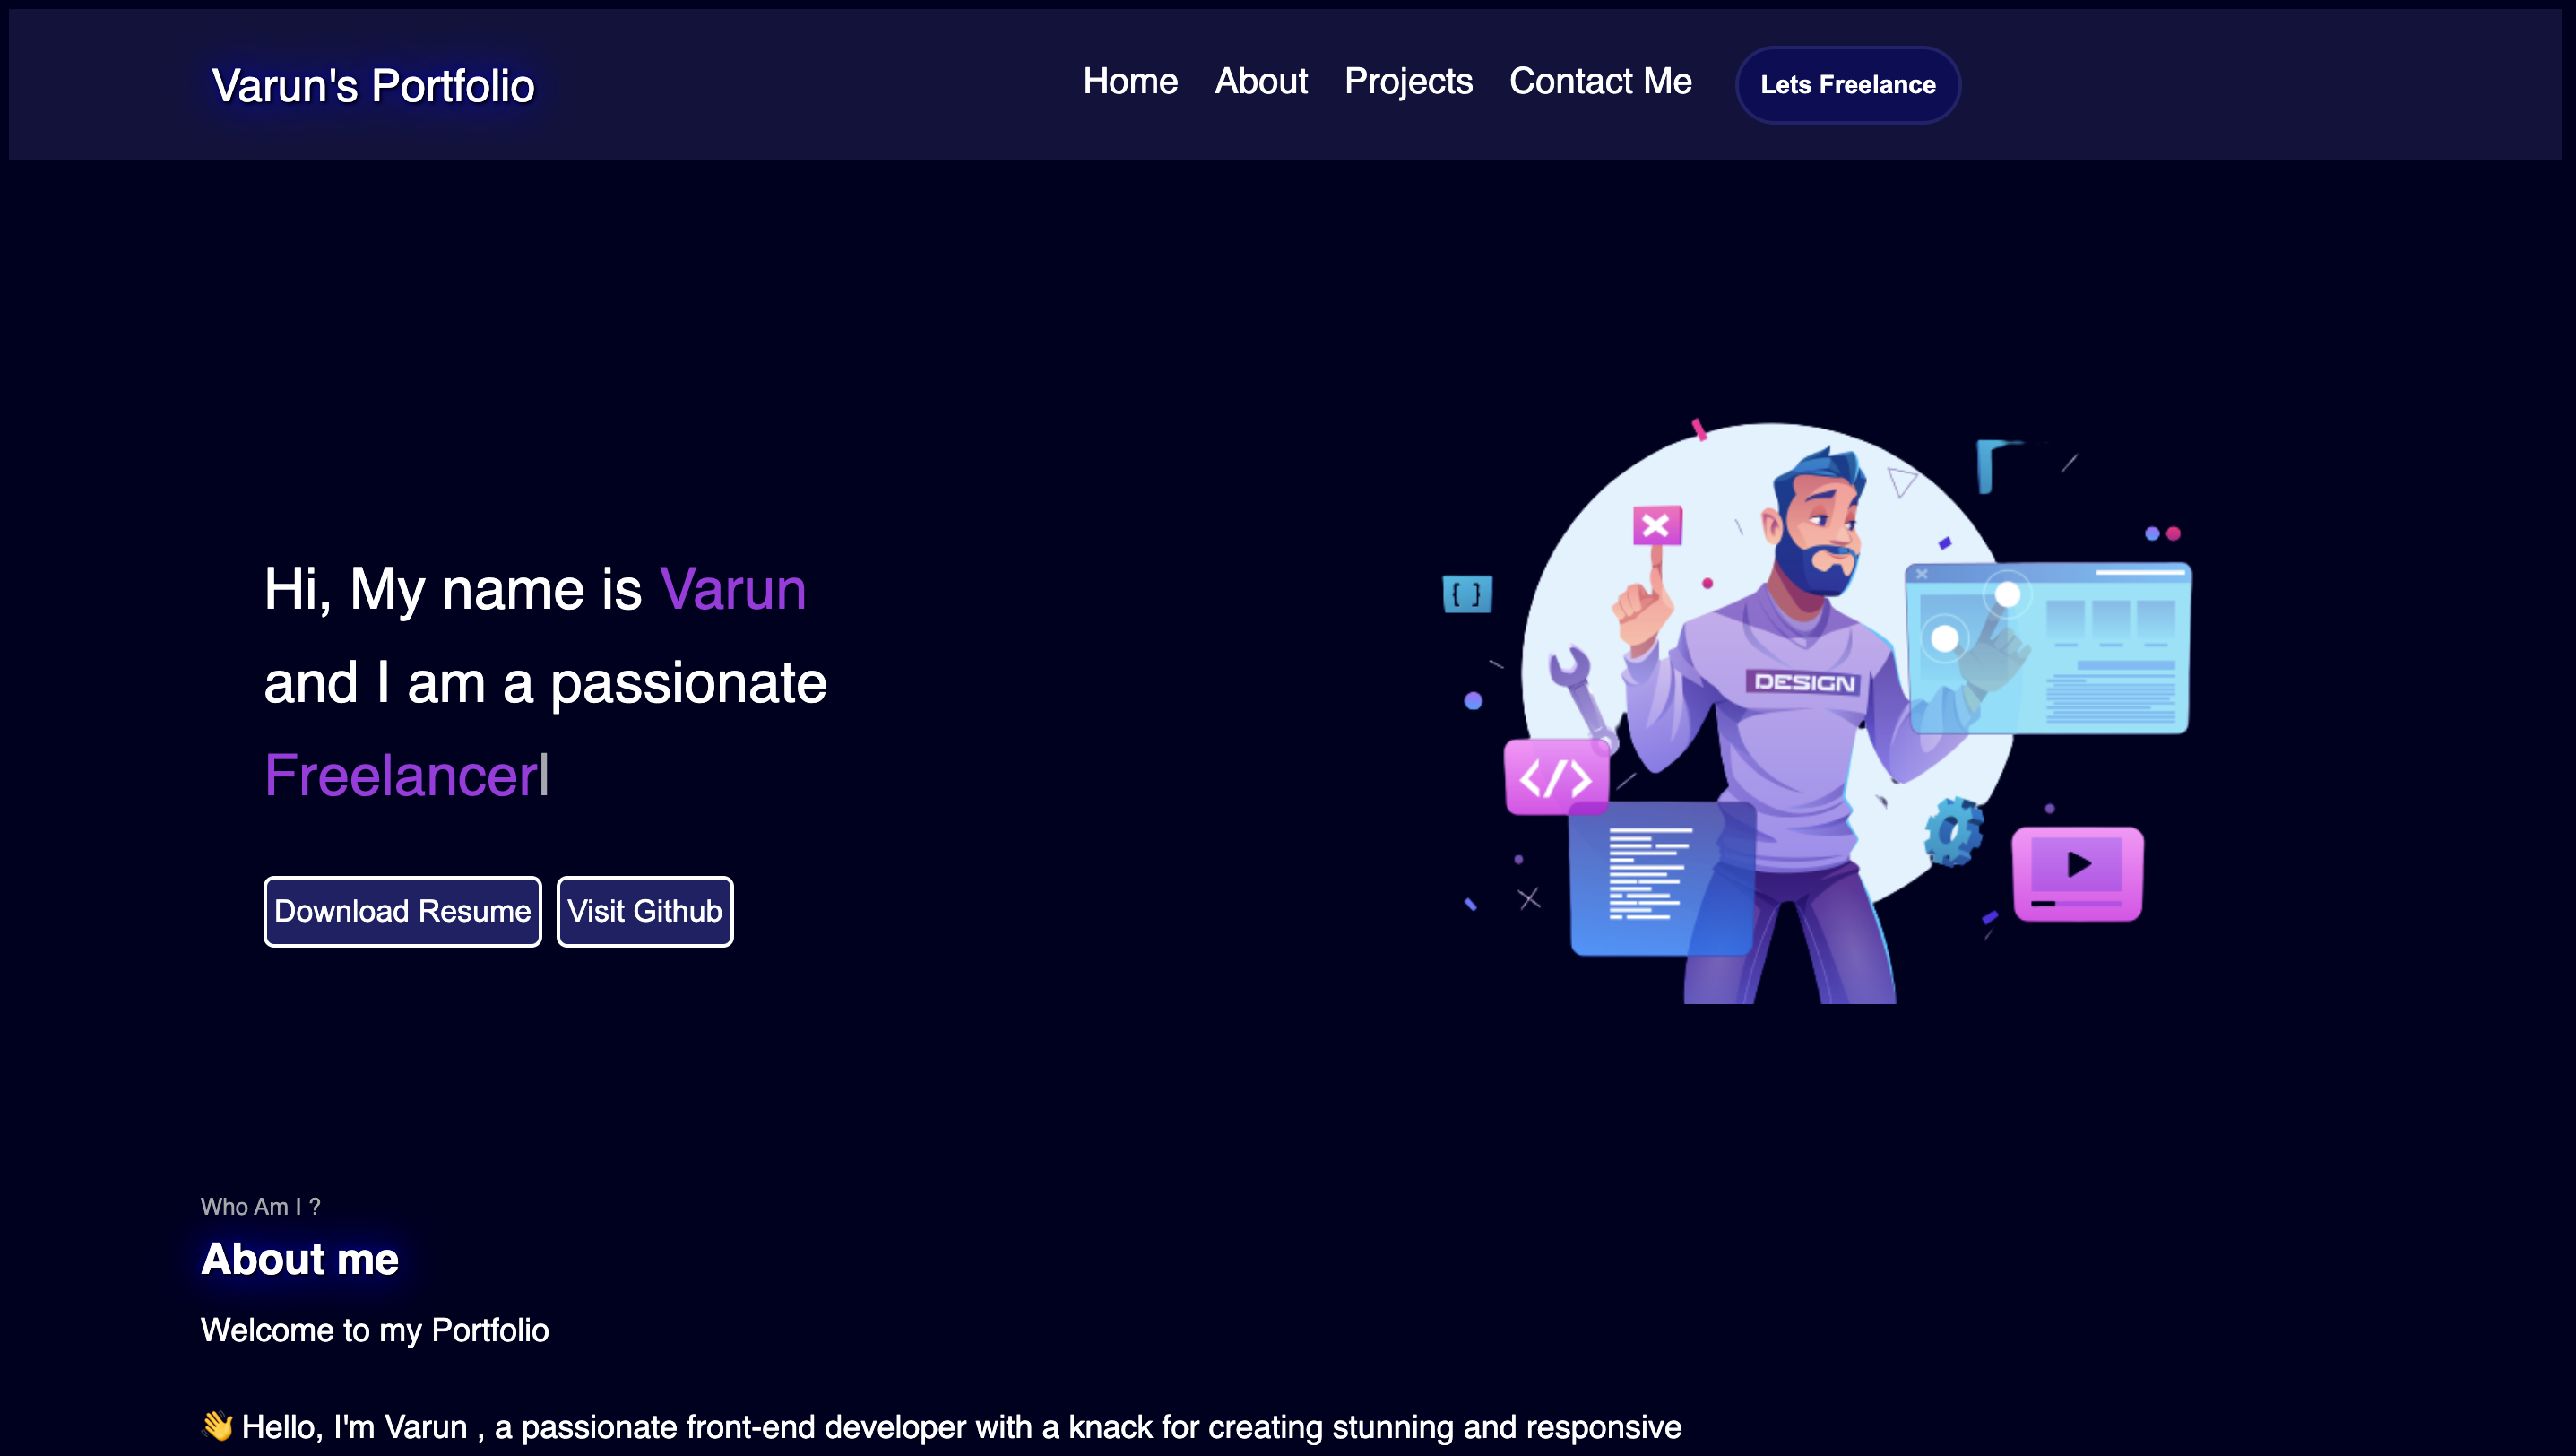 Varun's Portfolio
Home About Projects Contact Me Lets Freelance
Hi, My name is Varun
and I am a passionate
Freelancer
Download Resume Visit Github
{ }
DESIGN
</>
Who Am I ?
About me
Welcome to my Portfolio
👋 Hello, I'm Varun , a passionate front-end developer with a knack for creating stunning and responsive